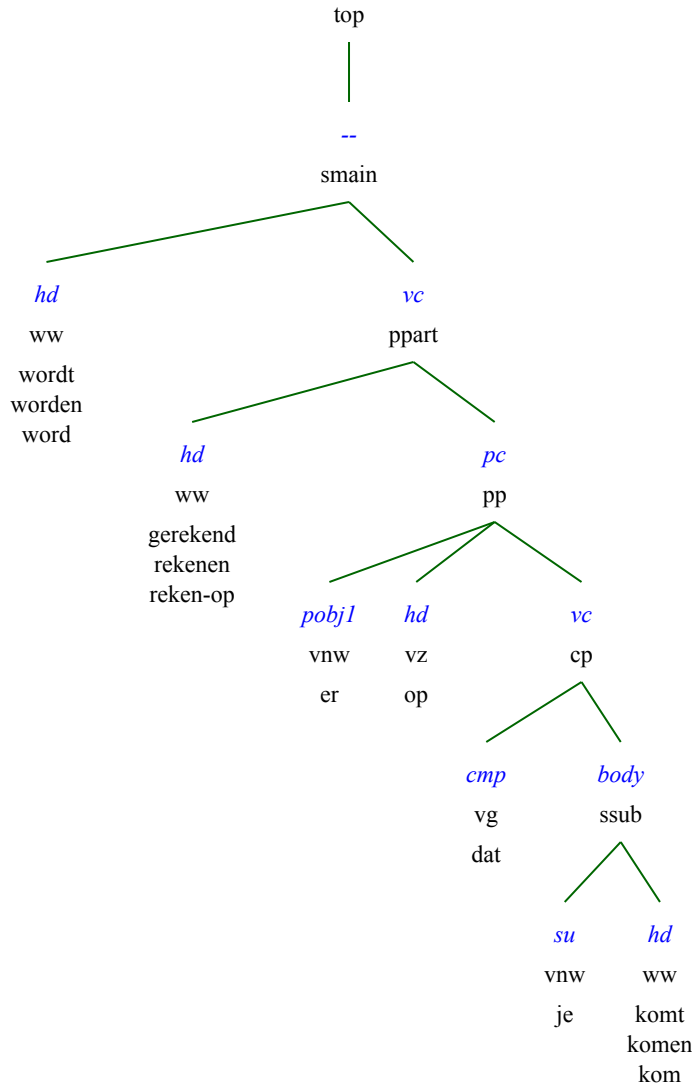 top
--
smain
hd vc
ww ppart
wordt
worden
word
hd pc
ww pp
gerekend
rekenen
reken-op
pobj1 hd vc
vnw vz cp
er op
cmp body
vg ssub
dat
su hd
vnw ww
je komt
komen
kom